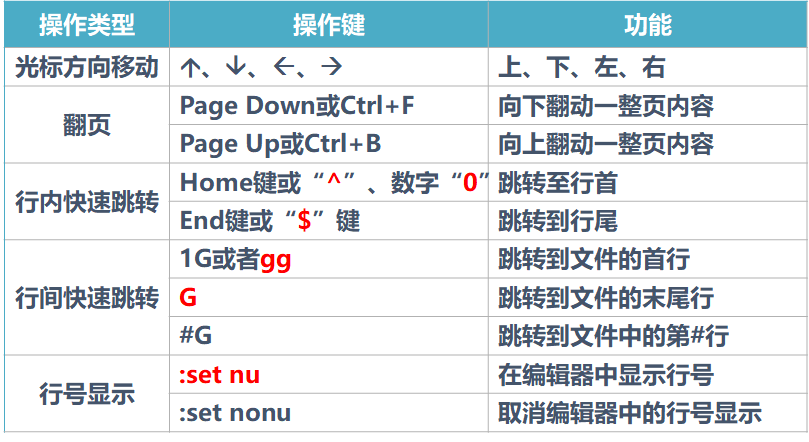 操作类型 操作键 功能
光标方向移动 ↑、↓、←、→ 上、下、左、右
翻页 Page Down或Ctrl+F 向下翻动一整页内容
Page Up或Ctrl+B 向上翻动一整页内容
行内快速跳转 Home键或“^”、数字“0” 跳转至行首
End键或“$”键 跳转到行尾
行间快速跳转 1G或者gg 跳转到文件的首行
G 跳转到文件的末尾行
#G 跳转到文件中的第#行
行号显示 :set nu 在编辑器中显示行号
:set nonu 取消编辑器中的行号显示